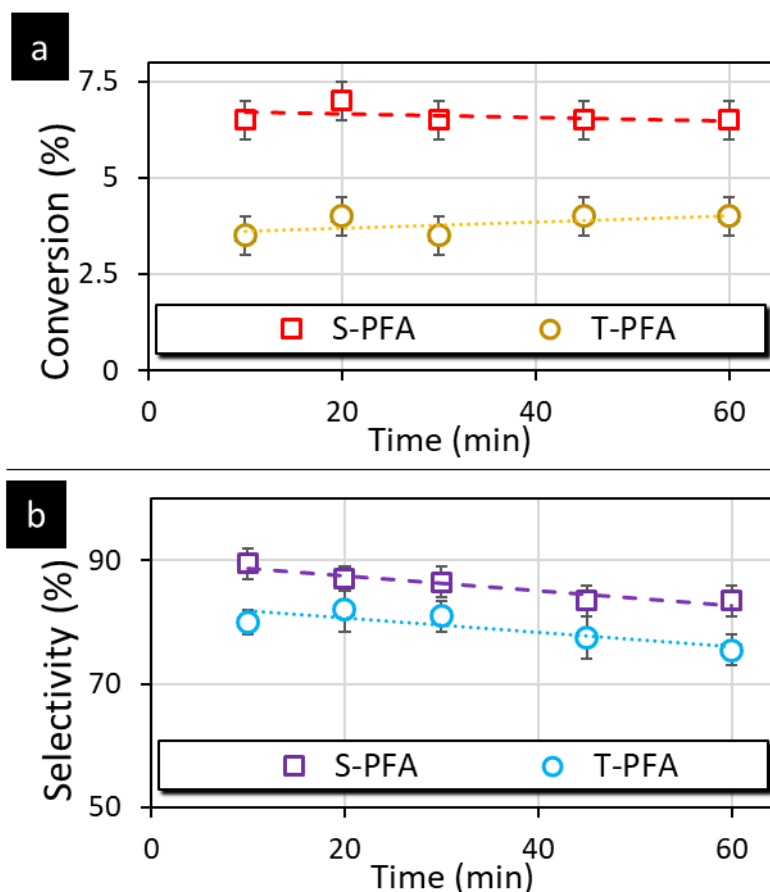 a
Conversion (%)
7.5
5
2.5
0
S-PFA
T-PFA
0 20 40 60
Time (min)
b
Selectivity (%)
90
70
50
S-PFA
T-PFA
0 20 40 60
Time (min)